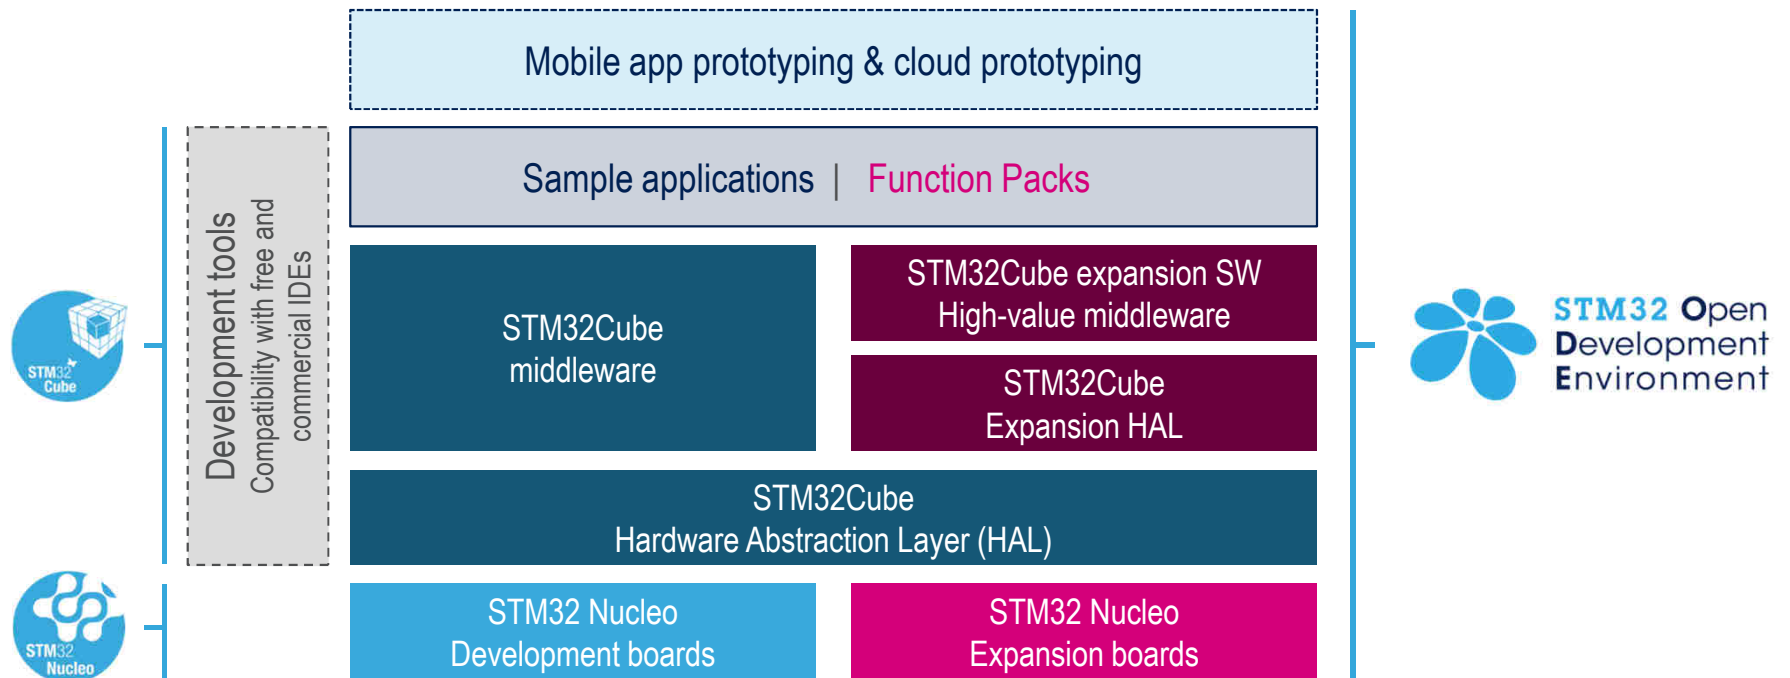 Mobile app prototyping & cloud prototyping
Sample applications | Function Packs
Development tools
Compatibility with free and
commercial IDEs
STM32Cube
middleware
STM32Cube expansion SW
High-value middleware
STM32Cube
Expansion HAL
STM32Cube
Hardware Abstraction Layer (HAL)
STM32 Nucleo
Development boards
STM32 Nucleo
Expansion boards
STM32
Cube
STM32
Nucleo
STM32 Open
Development
Environment